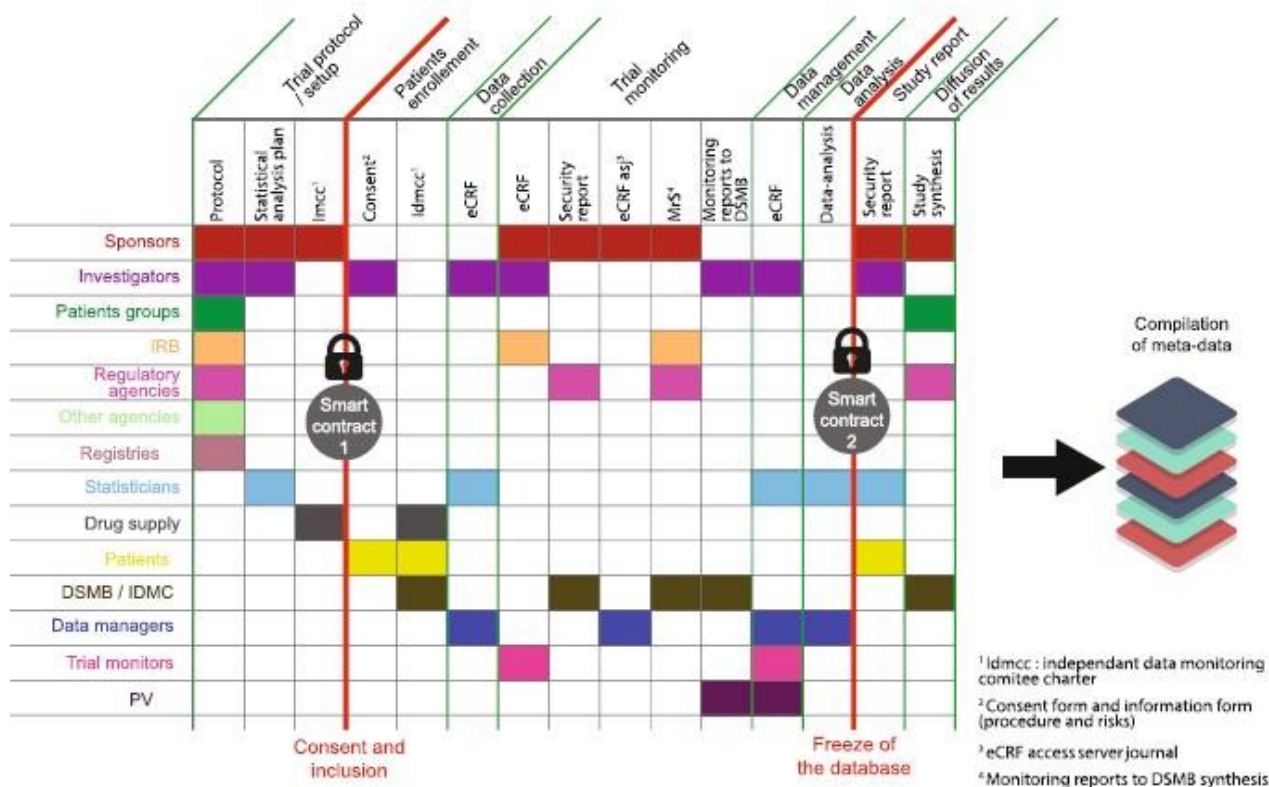 Trial protocol
/ setup
Patients
enrollement
Data
collection
Trial
monitoring
Data
management
Data
analysis
Study report
Diffusion
of results
Protocol
Statistical
analysis plan
Imcc¹
Consent²
Idmcc¹
eCRF
eCRF
Security
report
eCRF asj³
MrS⁴
Monitoring
reports to
DSMB
eCRF
Data-analysis
Security
report
Study
synthesis
Sponsors
Investigators
Patients groups
IRB
Regulatory
agencies
Other agencies
Registries
Statisticians
Drug supply
Patients
DSMB / IDMC
Data managers
Trial monitors
PV
Smart
contract
1
Smart
contract
2
Consent and
inclusion
Freeze of
the database
Compilation
of meta-data
¹ Idmcc : independant data monitoring
comitee charter
² Consent form and information form
(procedure and risks)
³ eCRF access server journal
⁴ Monitoring reports to DSMB synthesis